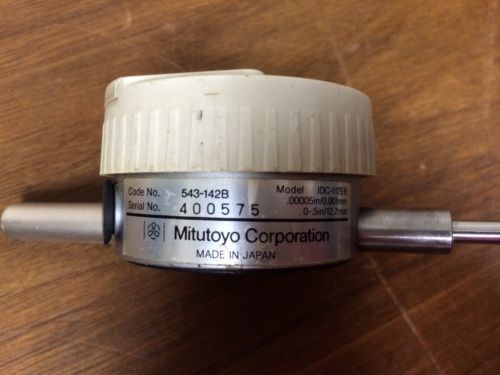 Code No. 543-142B Model IDC-112EB
Serial No. 400575 .00005in/0.001mm
0-.5in/12.7mm
Mitutoyo Corporation
MADE IN JAPAN